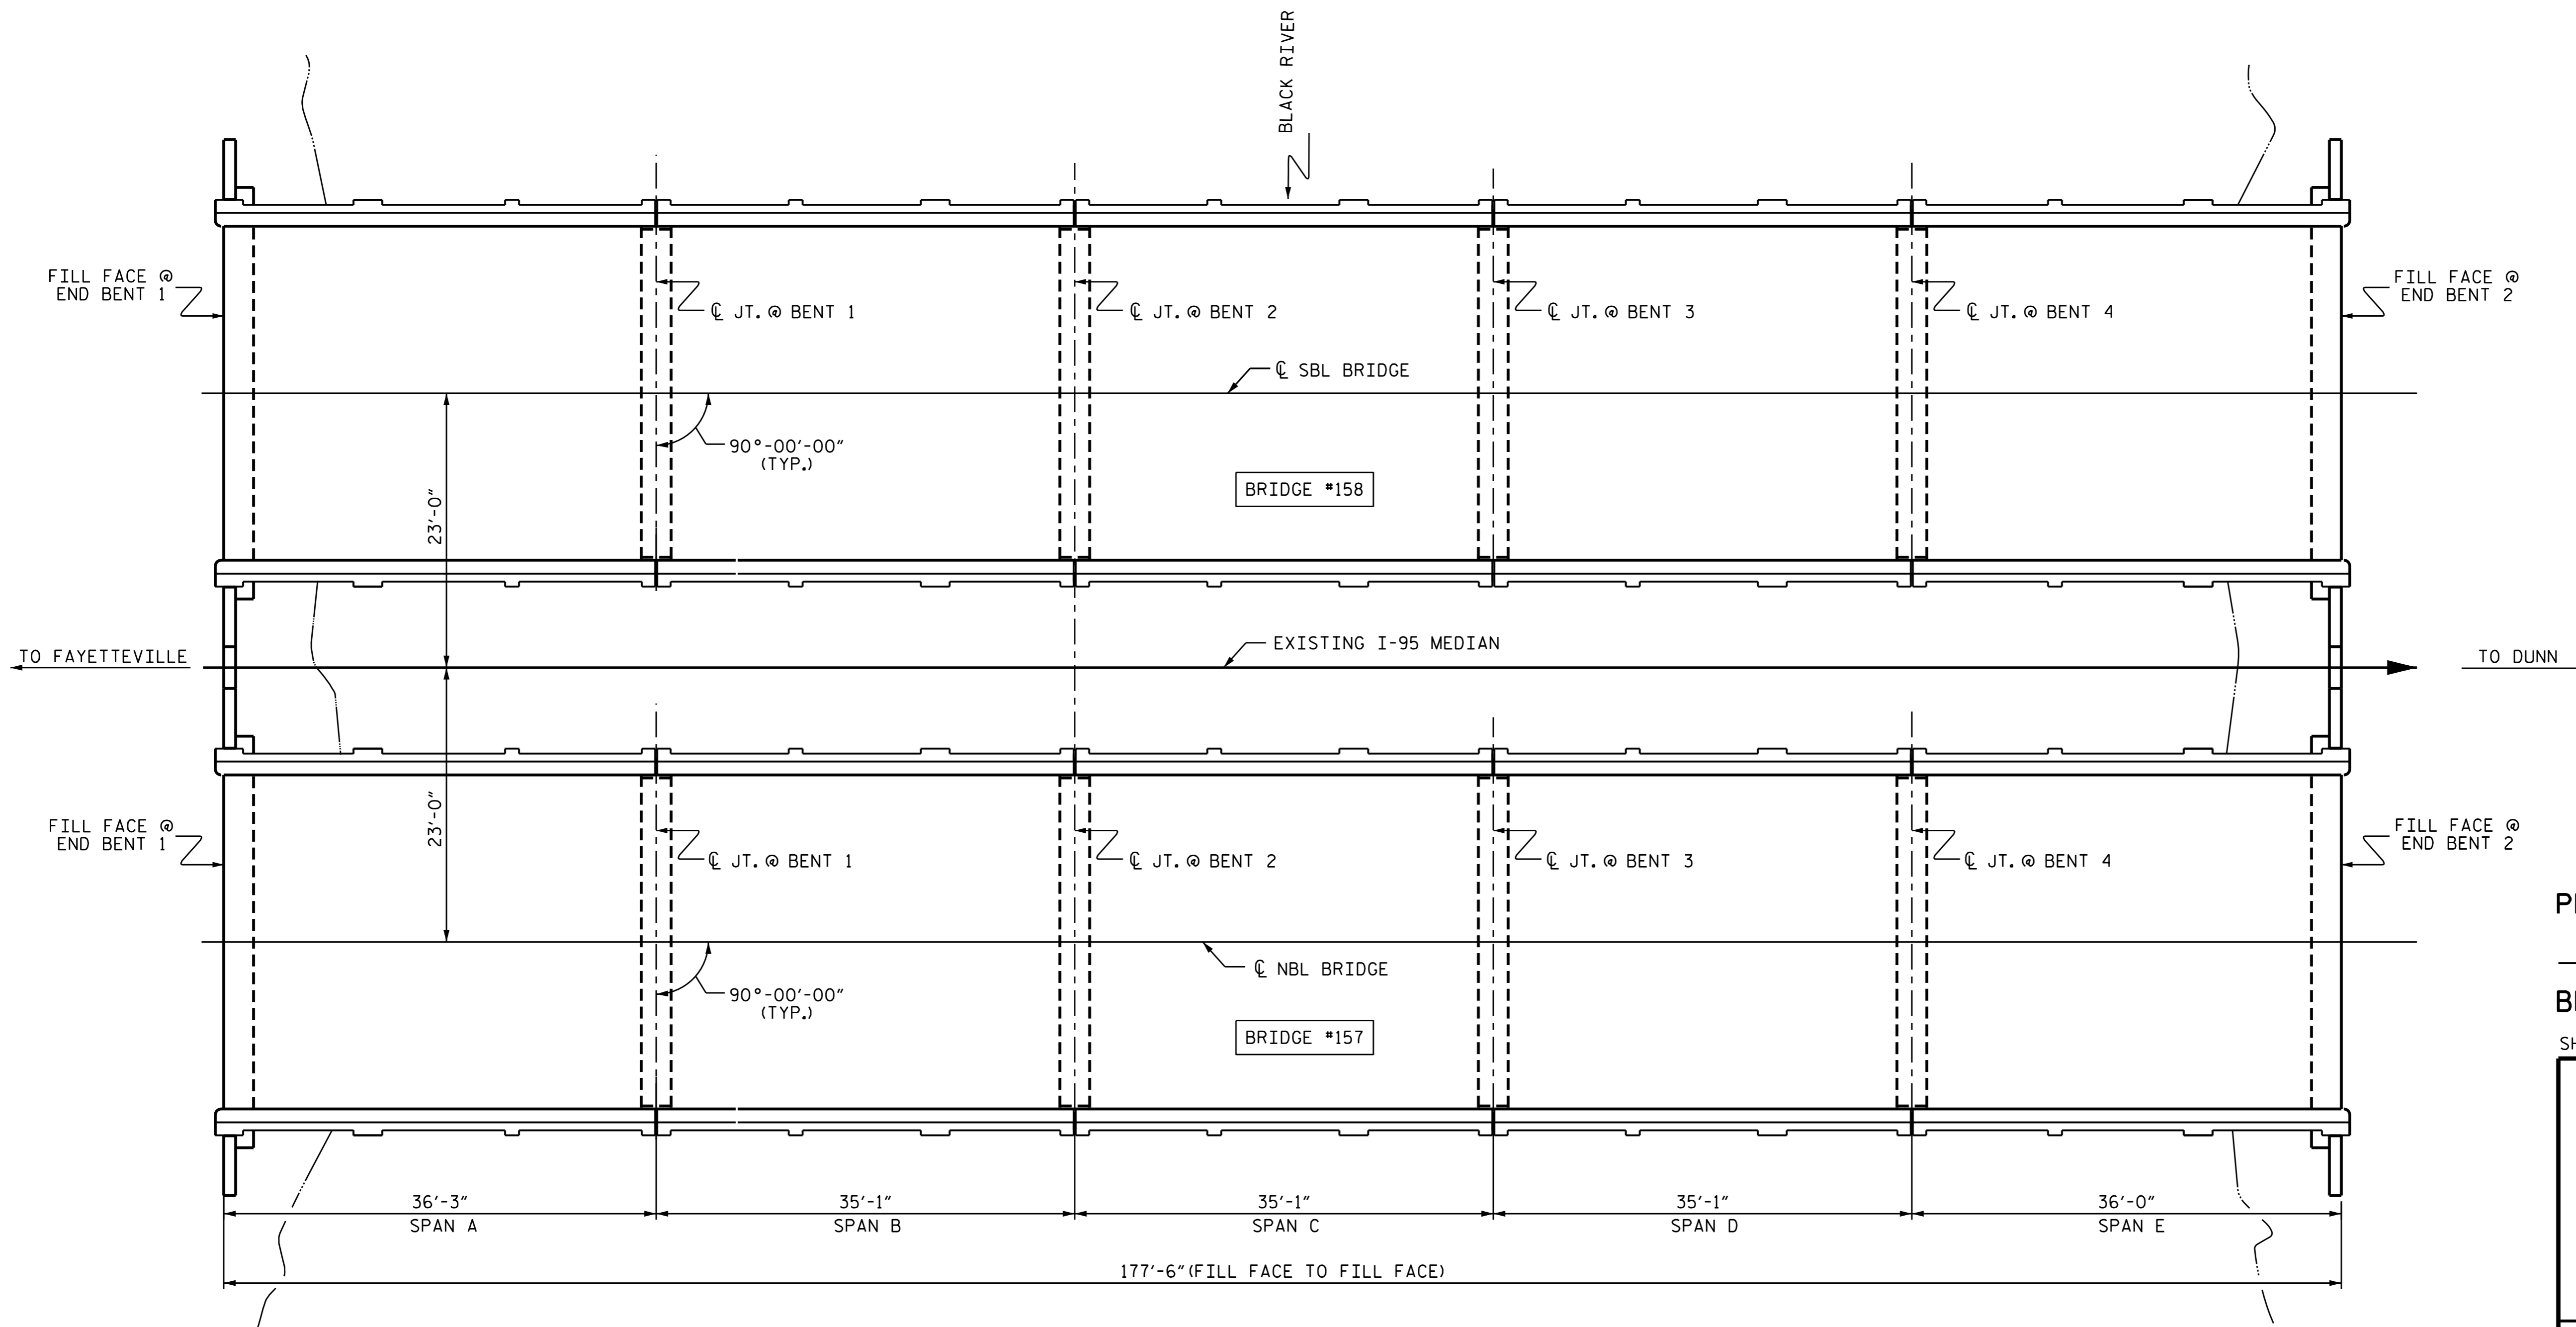 BLACK RIVER
FILL FACE @
END BENT 1
℄ JT. @ BENT 1
℄ JT. @ BENT 2
℄ JT. @ BENT 3
℄ JT. @ BENT 4
FILL FACE @
END BENT 2
℄ SBL BRIDGE
90°-00'-00"
(TYP.)
23'-0"
BRIDGE #158
EXISTING I-95 MEDIAN
TO FAYETTEVILLE
TO DUNN
23'-0"
FILL FACE @
END BENT 1
℄ JT. @ BENT 1
℄ JT. @ BENT 2
℄ JT. @ BENT 3
℄ JT. @ BENT 4
FILL FACE @
END BENT 2
℄ NBL BRIDGE
90°-00'-00"
(TYP.)
BRIDGE #157
36'-3"
SPAN A
35'-1"
SPAN B
35'-1"
SPAN C
35'-1"
SPAN D
36'-0"
SPAN E
177'-6"(FILL FACE TO FILL FACE)